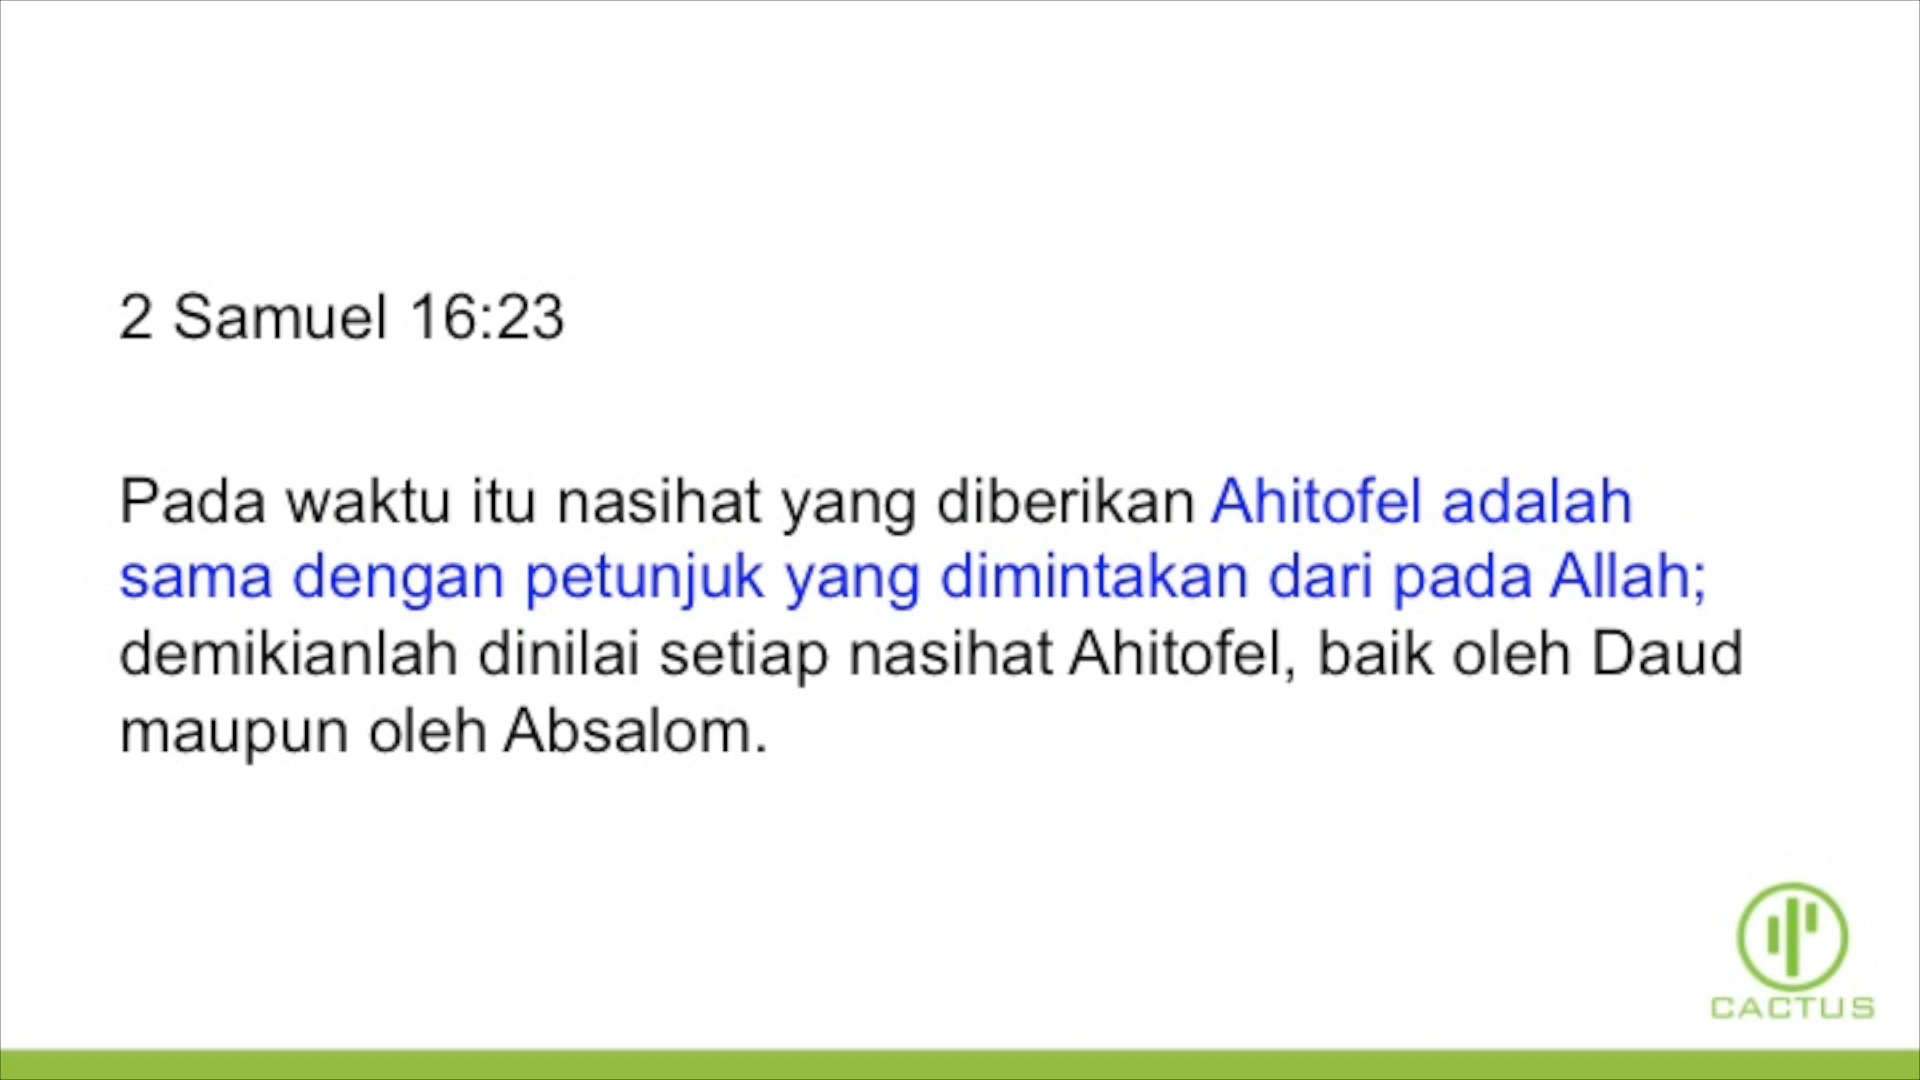 2 Samuel 16:23
Pada waktu itu nasihat yang diberikan Ahitofel adalah
sama dengan petunjuk yang dimintakan dari pada Allah;
demikianlah dinilai setiap nasihat Ahitofel, baik oleh Daud
maupun oleh Absalom.
CACTUS